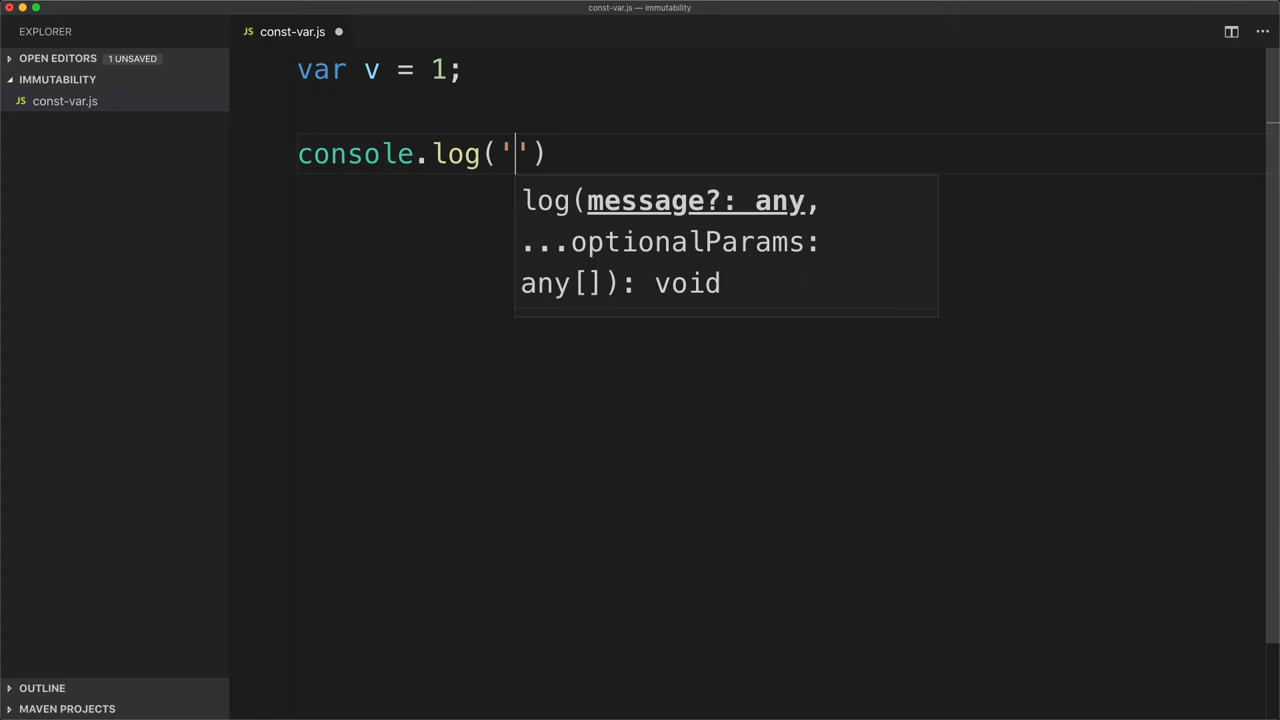 const-var.js — immutability
EXPLORER
JS const-var.js
OPEN EDITORS 1 UNSAVED
IMMUTABILITY
JS const-var.js
var v = 1;
console.log('')
log(message?: any,
...optionalParams:
any[]): void
OUTLINE
MAVEN PROJECTS